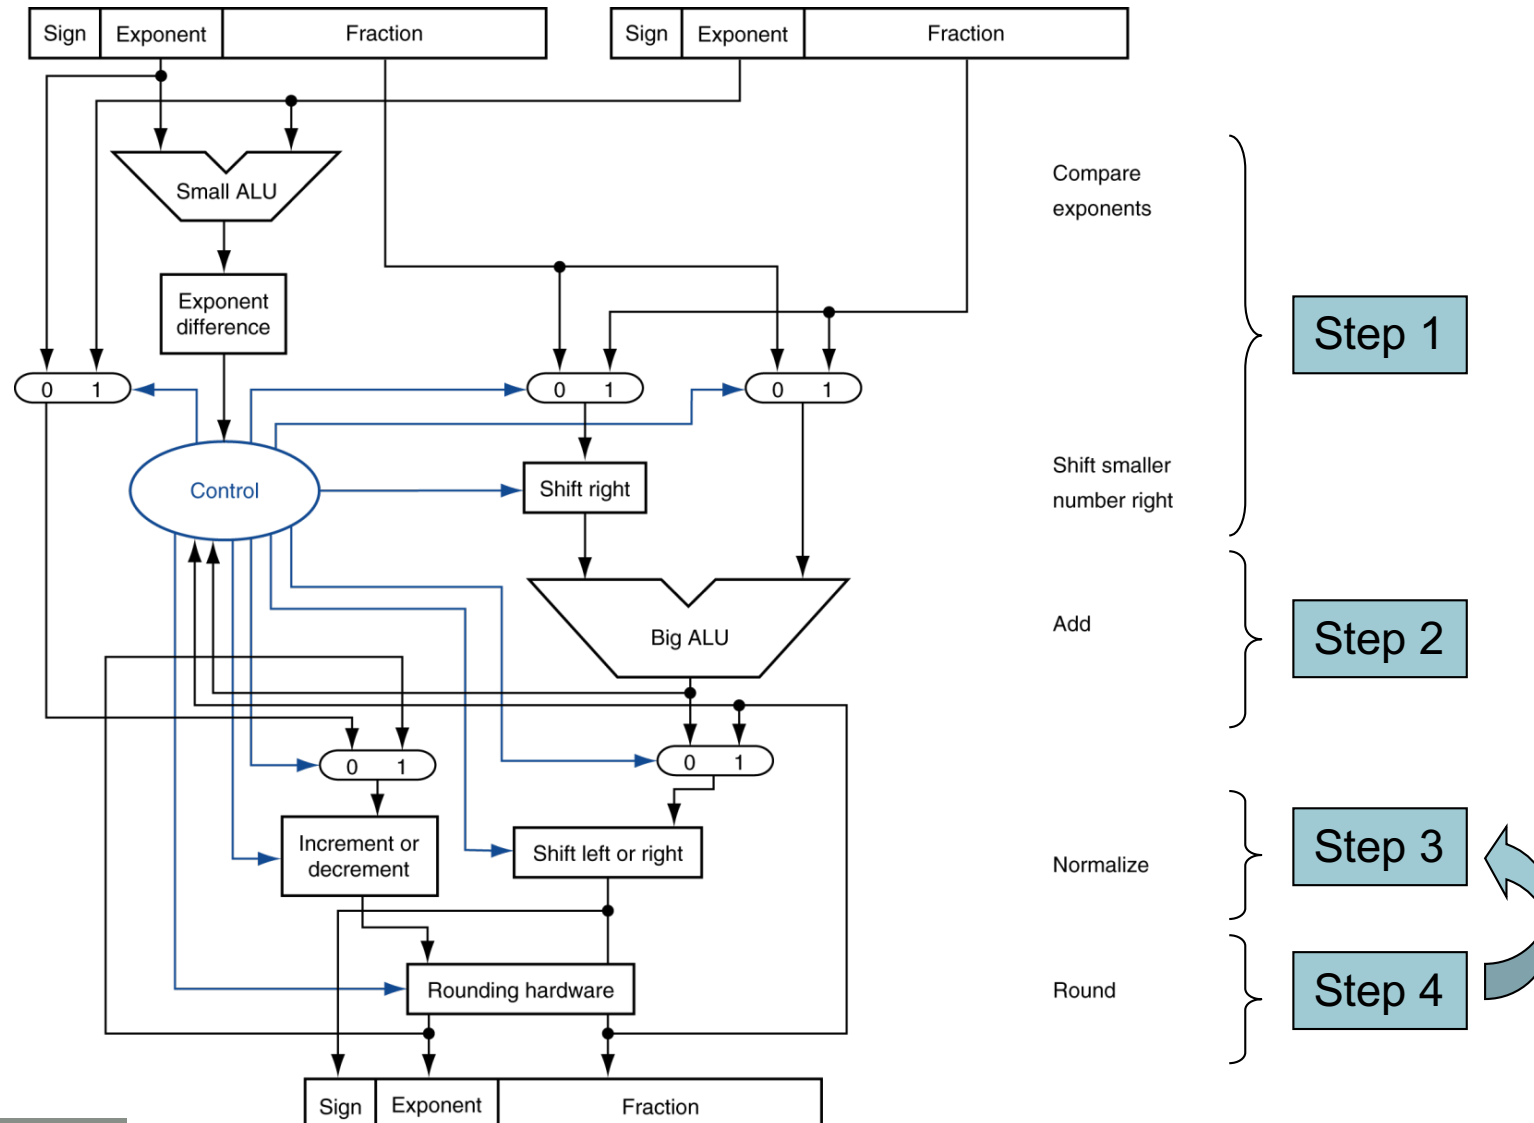 Sign Exponent Fraction Sign Exponent Fraction
Compare
exponents
Small ALU
Exponent
difference
Step 1
0 1 0 1 0 1
Control
Shift right
Shift smaller
number right
Add
Big ALU
Step 2
0 1 0 1
Increment or
decrement
Shift left or right
Normalize
Step 3
Rounding hardware
Round
Step 4
Sign Exponent Fraction